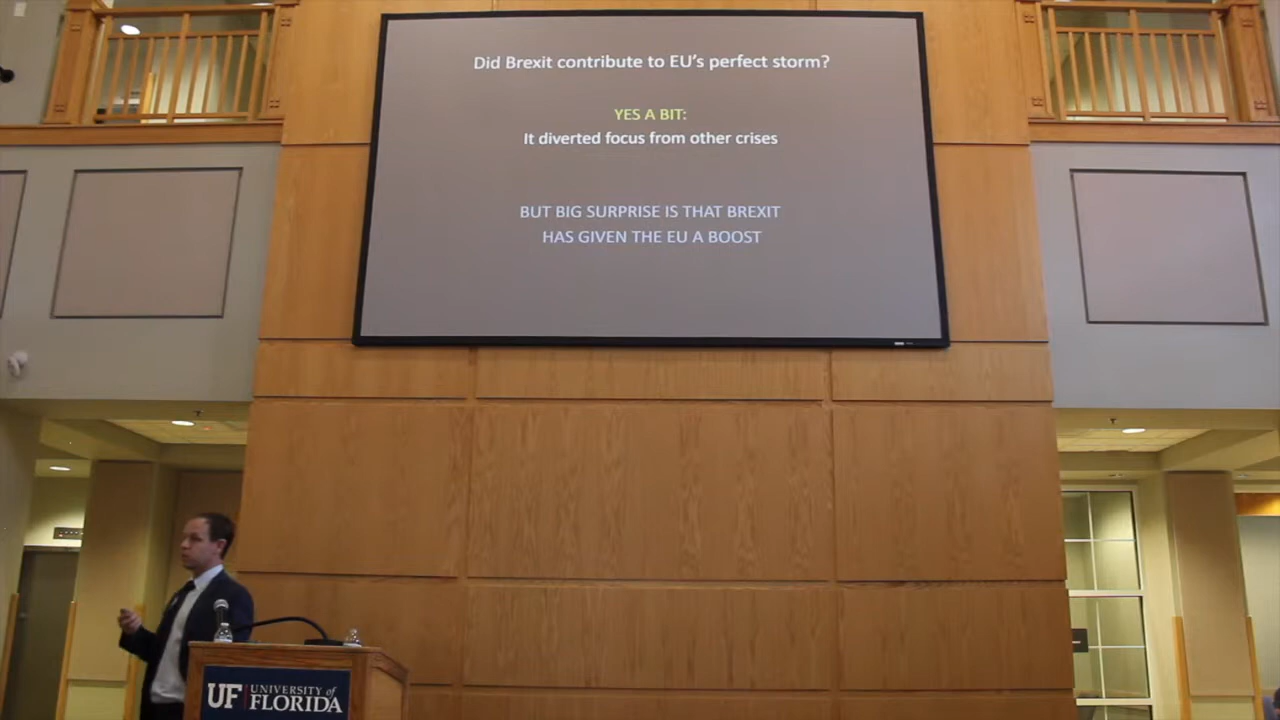 Did Brexit contribute to EU's perfect storm?
YES A BIT:
It diverted focus from other crises
BUT BIG SURPRISE IS THAT BREXIT
HAS GIVEN THE EU A BOOST
UF UNIVERSITY of
FLORIDA